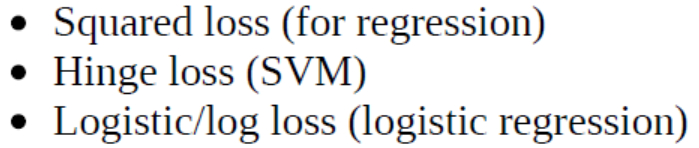 • Squared loss (for regression)
• Hinge loss (SVM)
• Logistic/log loss (logistic regression)